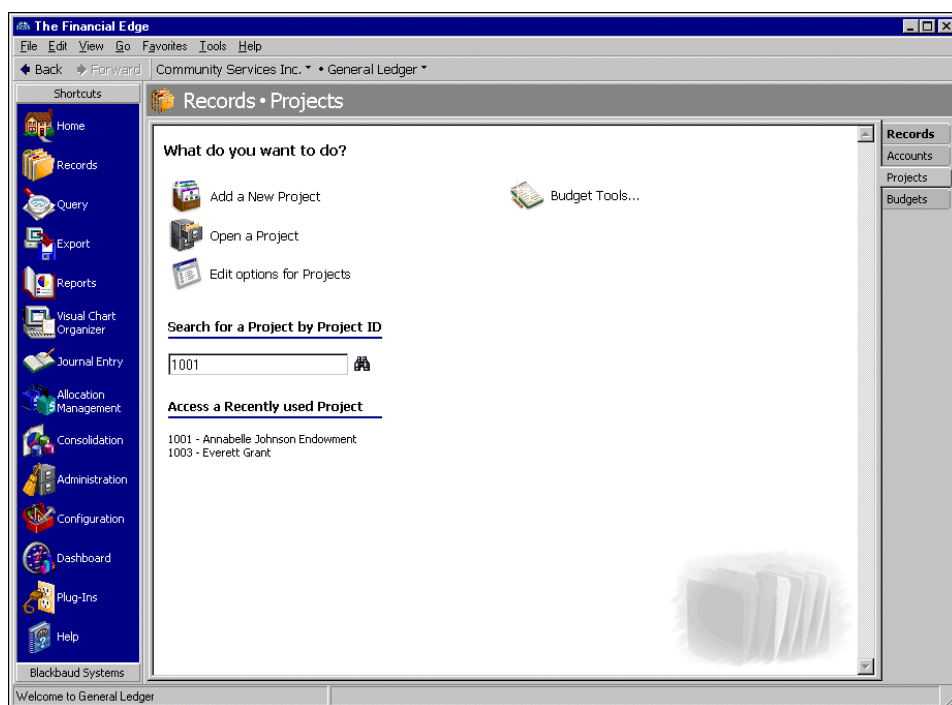 The Financial Edge
File Edit View Go Favorites Tools Help
Back Forward Community Services Inc. • General Ledger
Shortcuts
Home
Records
Query
Export
Reports
Visual Chart
Organizer
Journal Entry
Allocation
Management
Consolidation
Administration
Configuration
Dashboard
Plug-Ins
Help
Blackbaud Systems
Records • Projects
What do you want to do?
Add a New Project
Budget Tools...
Open a Project
Edit options for Projects
Search for a Project by Project ID
1001
Access a Recently used Project
1001 - Annabelle Johnson Endowment
1003 - Everett Grant
Records
Accounts
Projects
Budgets
Welcome to General Ledger